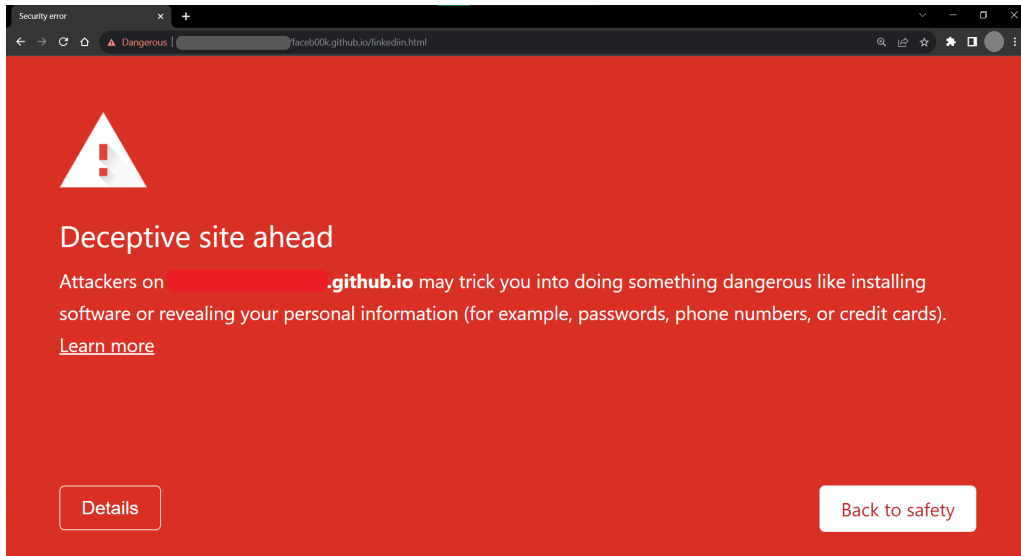 Security error
Dangerous /faceb00k.github.io/linkediin.html
Deceptive site ahead
Attackers on .github.io may trick you into doing something dangerous like installing
software or revealing your personal information (for example, passwords, phone numbers, or credit cards).
Learn more
Details
Back to safety